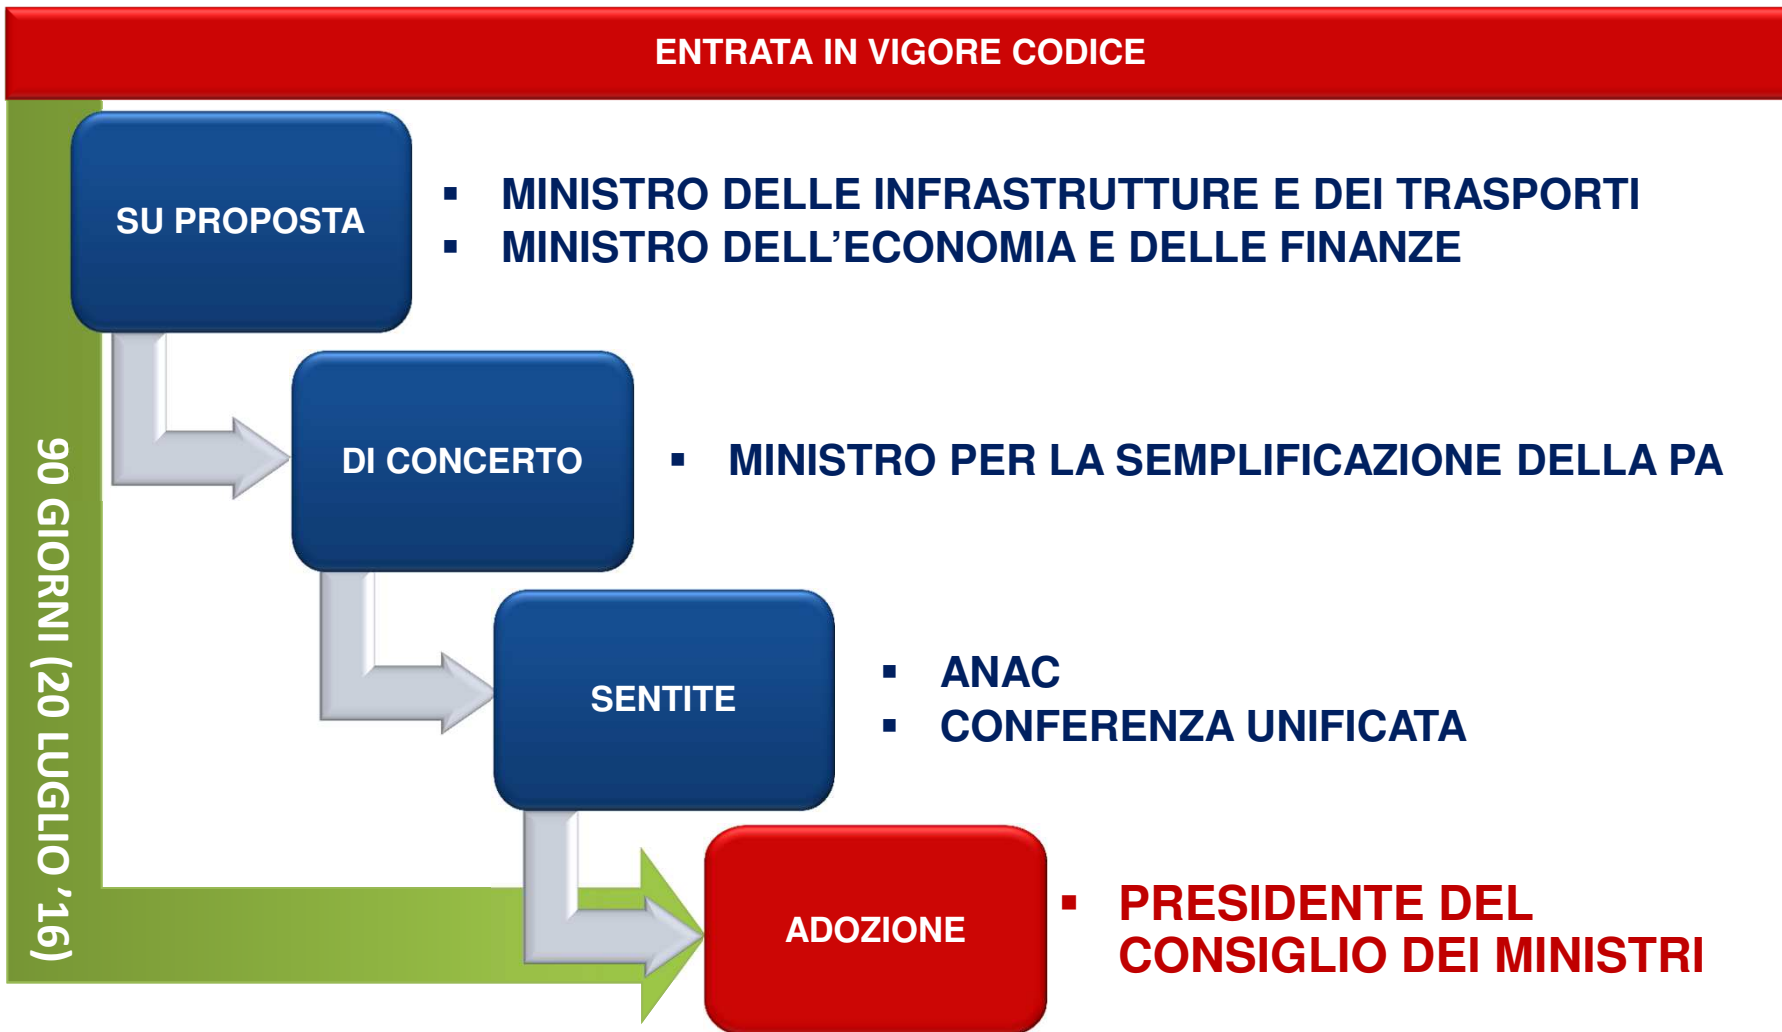 ENTRATA IN VIGORE CODICE
SU PROPOSTA
▪ MINISTRO DELLE INFRASTRUTTURE E DEI TRASPORTI
▪ MINISTRO DELL’ECONOMIA E DELLE FINANZE
DI CONCERTO
▪ MINISTRO PER LA SEMPLIFICAZIONE DELLA PA
SENTITE
▪ ANAC
▪ CONFERENZA UNIFICATA
ADOZIONE
▪ PRESIDENTE DEL
CONSIGLIO DEI MINISTRI
90 GIORNI (20 LUGLIO ’16)